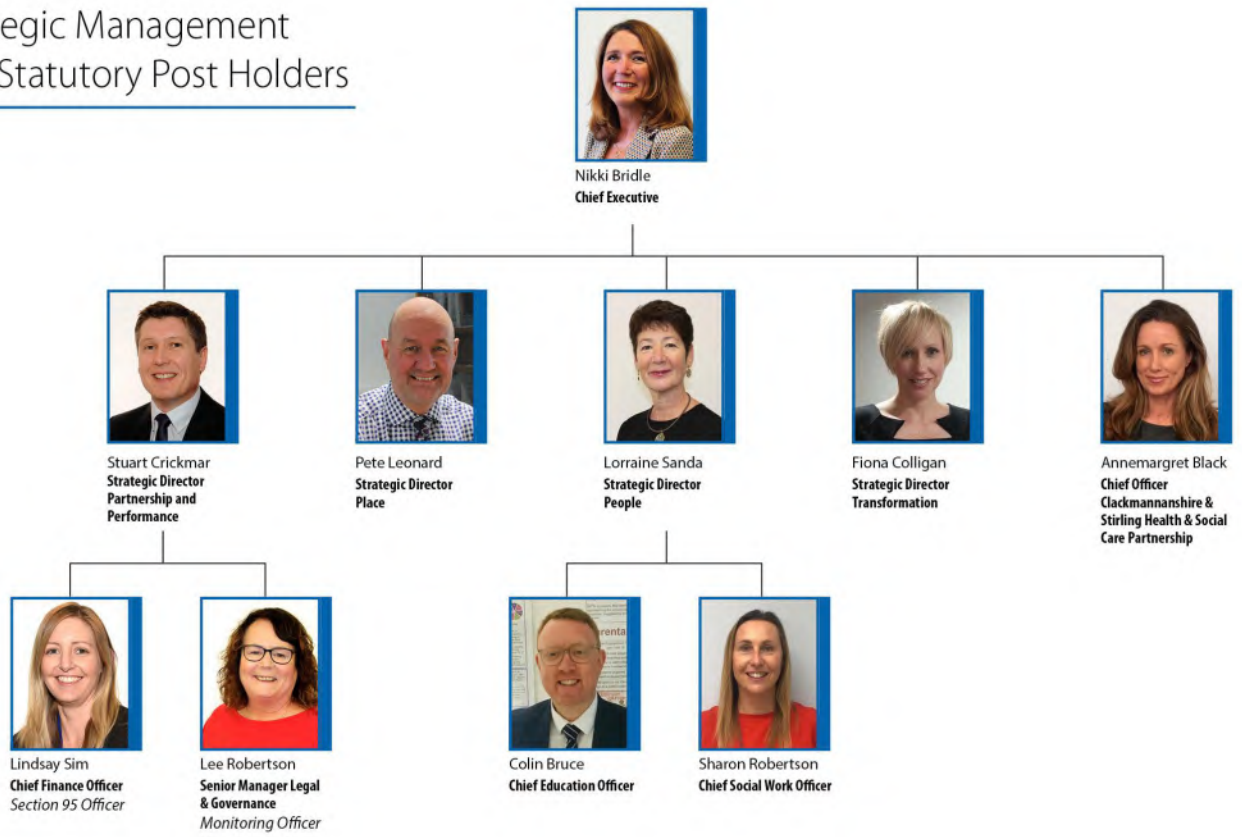 egic Management
Statutory Post Holders
Nikki Bridle
Chief Executive
Stuart Crickmar
Strategic Director
Partnership and
Performance
Pete Leonard
Strategic Director
Place
Lorraine Sanda
Strategic Director
People
Fiona Colligan
Strategic Director
Transformation
Annemargret Black
Chief Officer
Clackmannanshire &
Stirling Health & Social
Care Partnership
Lindsay Sim
Chief Finance Officer
Section 95 Officer
Lee Robertson
Senior Manager Legal
& Governance
Monitoring Officer
Colin Bruce
Chief Education Officer
Sharon Robertson
Chief Social Work Officer